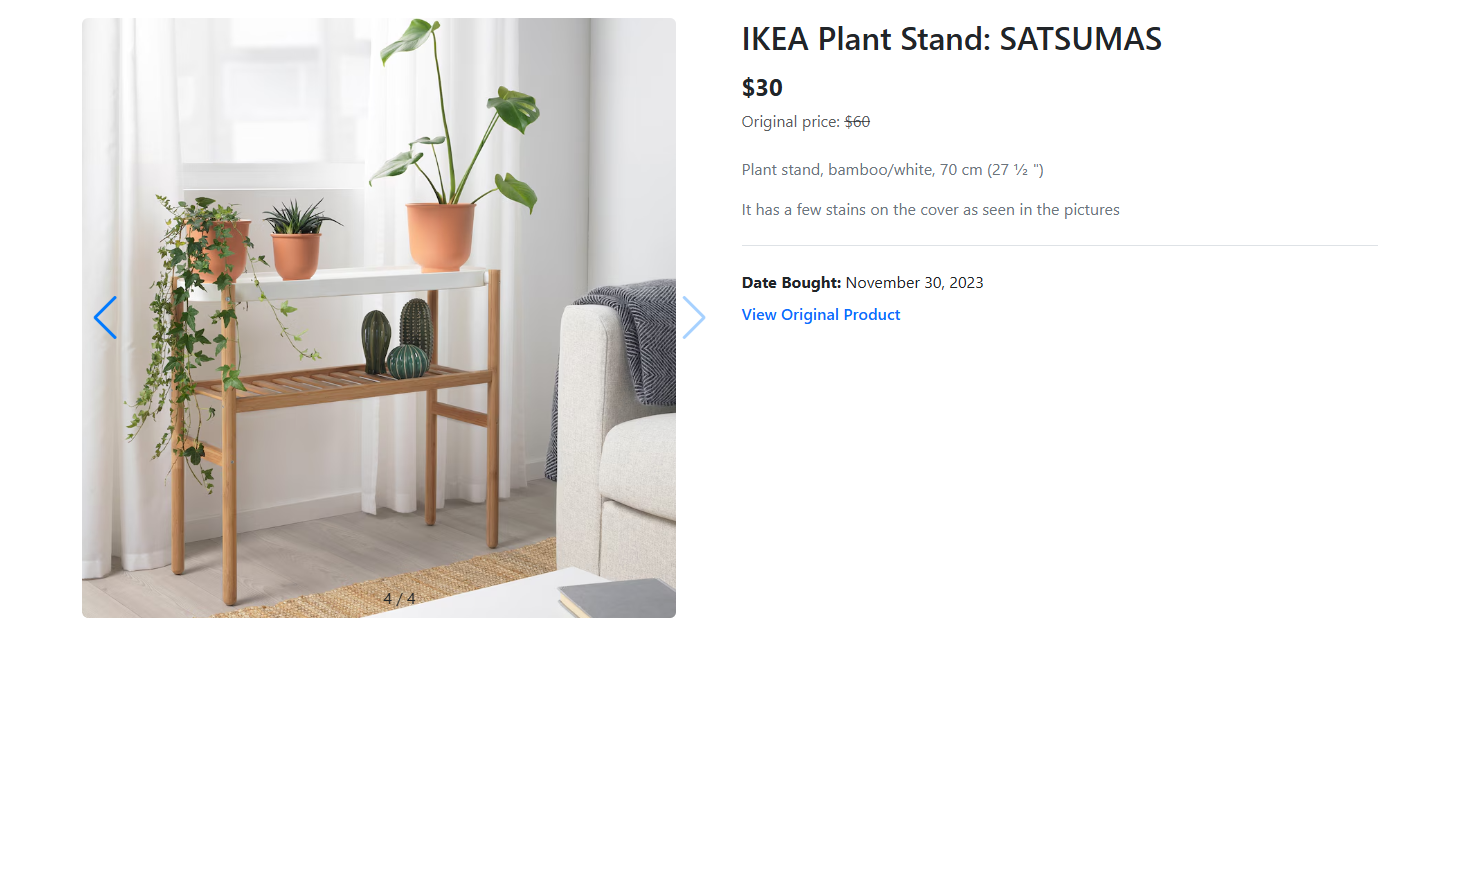 IKEA Plant Stand: SATSUMAS
$30
Original price: $60
Plant stand, bamboo/white, 70 cm (27 ½ ")
It has a few stains on the cover as seen in the pictures
Date Bought: November 30, 2023
View Original Product
4 / 4